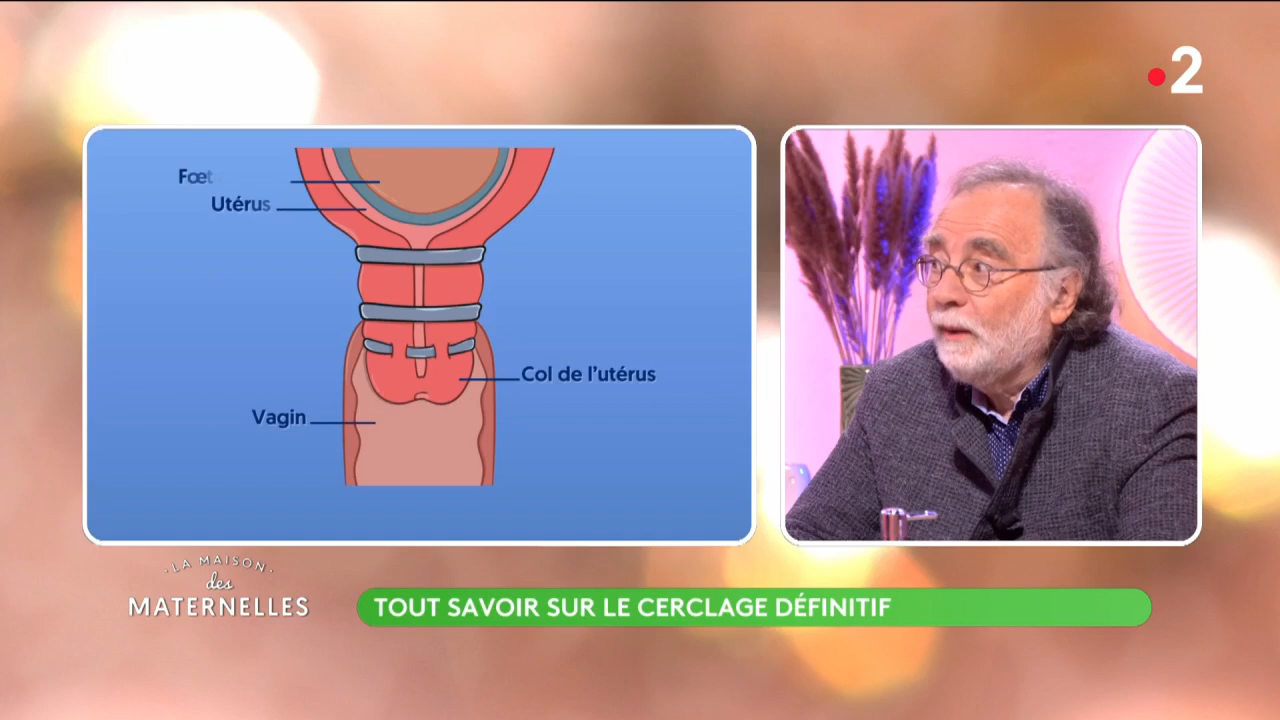 2
Fœt
Utérus
Col de l'utérus
Vagin
· LA MAISON ·
des
MATERNELLES
TOUT SAVOIR SUR LE CERCLAGE DÉFINITIF